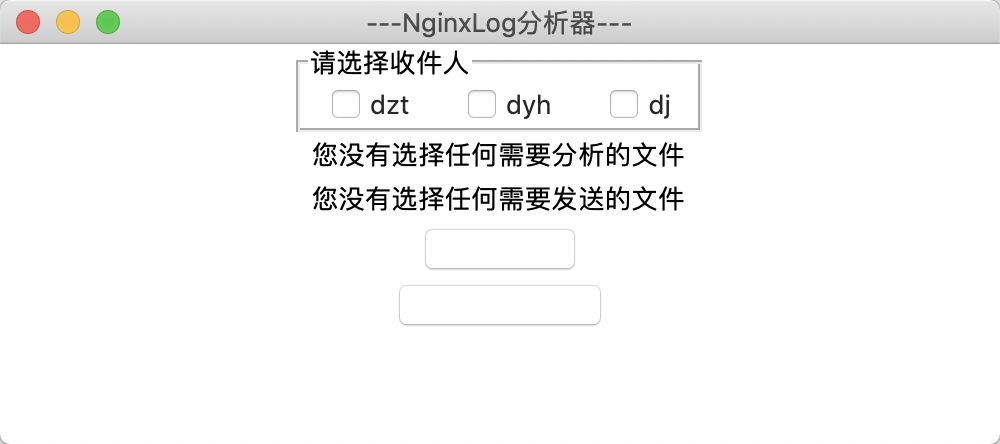 ---NginxLog分析器---
请选择收件人
dzt dyh dj
您没有选择任何需要分析的文件
您没有选择任何需要发送的文件